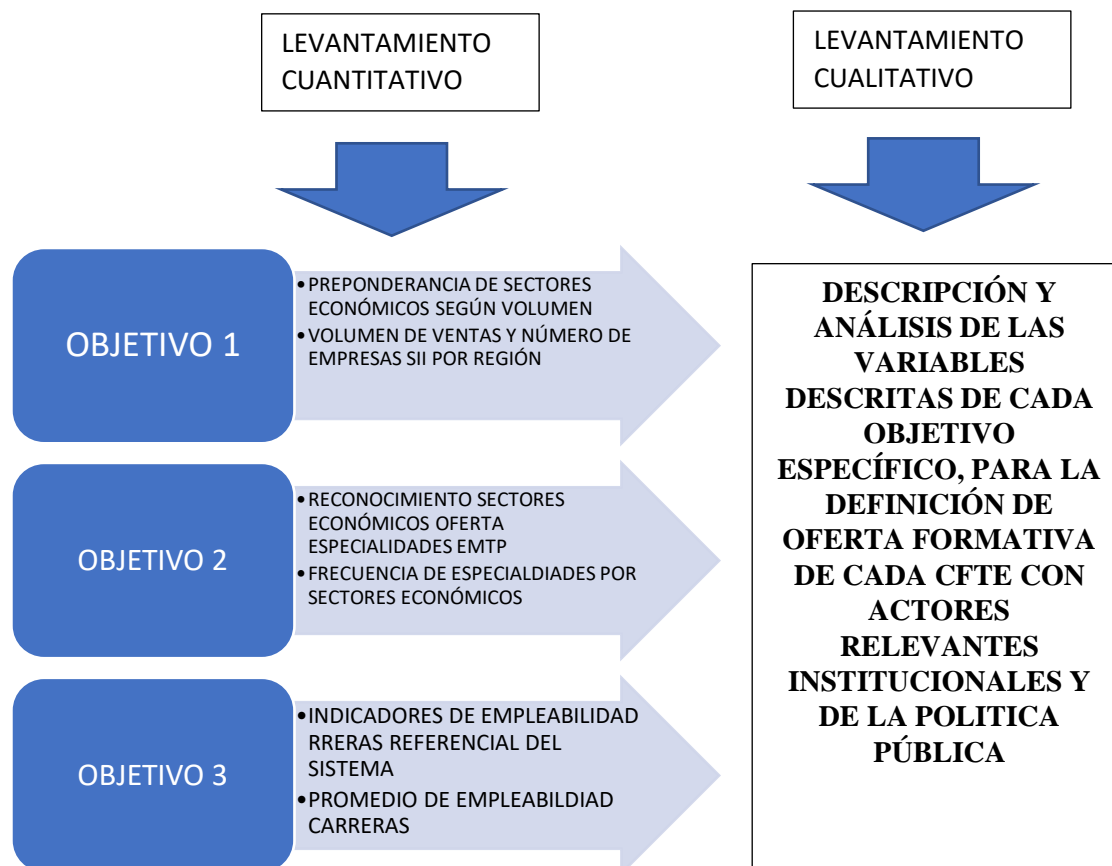 LEVANTAMIENTO
CUANTITATIVO
LEVANTAMIENTO
CUALITATIVO
OBJETIVO 1
•PREPONDERANCIA DE SECTORES
ECONÓMICOS SEGÚN VOLUMEN
•VOLUMEN DE VENTAS Y NÚMERO DE
EMPRESAS SII POR REGIÓN
OBJETIVO 2
•RECONOCIMIENTO SECTORES
ECONÓMICOS OFERTA
ESPECIALIDADES EMTP
•FRECUENCIA DE ESPECIALDIADES POR
SECTORES ECONÓMICOS
OBJETIVO 3
•INDICADORES DE EMPLEABILIDAD
RRERAS REFERENCIAL DEL
SISTEMA
•PROMEDIO DE EMPLEABILDIAD
CARRERAS
DESCRIPCIÓN Y
ANÁLISIS DE LAS
VARIABLES
DESCRITAS DE CADA
OBJETIVO
ESPECÍFICO, PARA LA
DEFINICIÓN DE
OFERTA FORMATIVA
DE CADA CFTE CON
ACTORES
RELEVANTES
INSTITUCIONALES Y
DE LA POLITICA
PÚBLICA